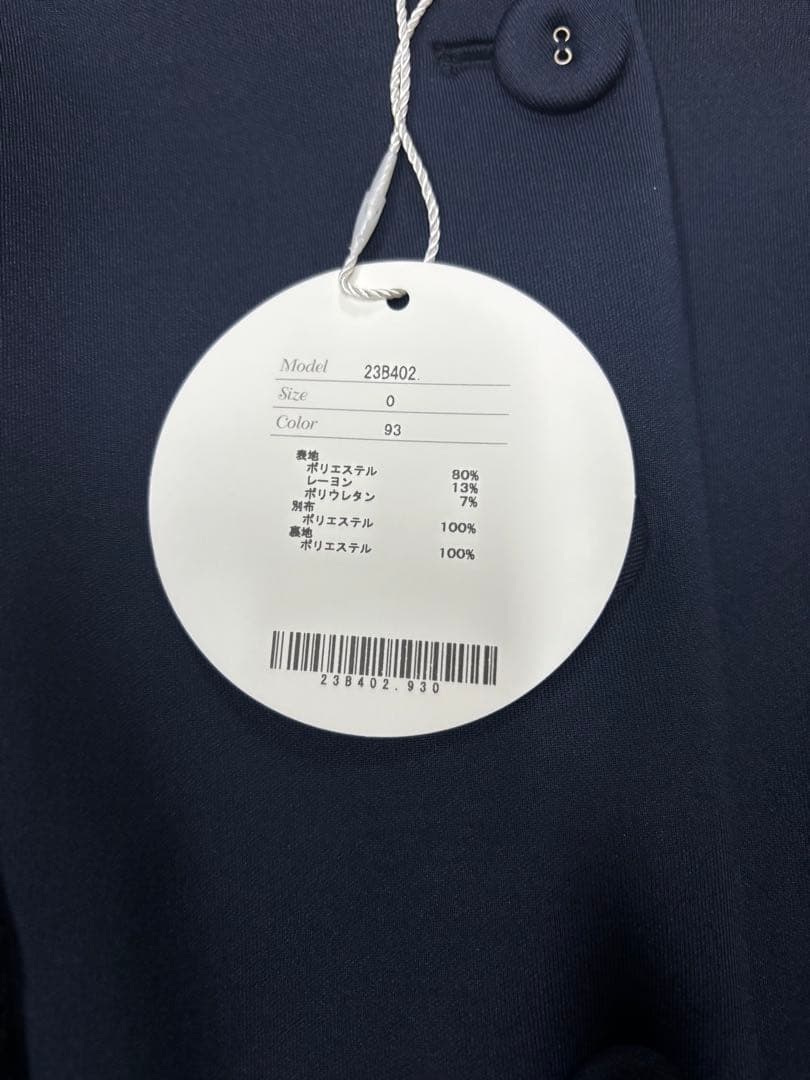 Model 23B402.
Size 0
Color 93
表地
ポリエステル 80%
レーヨン 13%
ポリウレタン 7%
別布
ポリエステル 100%
裏地
ポリエステル 100%
23B402.930